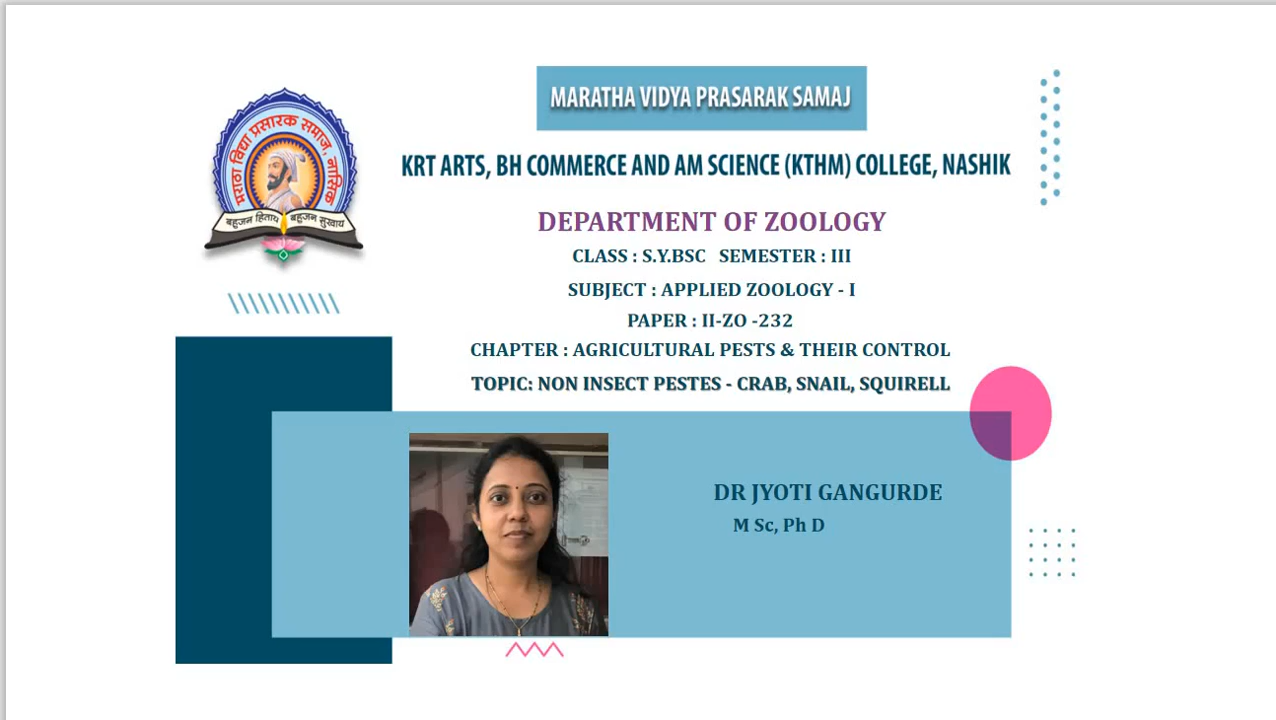 मराठा विद्या प्रसारक समाज, नाशिक
बहुजन हिताय बहुजन सुखाय
MARATHA VIDYA PRASARAK SAMAJ
KRT ARTS, BH COMMERCE AND AM SCIENCE (KTHM) COLLEGE, NASHIK
DEPARTMENT OF ZOOLOGY
CLASS : S.Y.BSC SEMESTER : III
SUBJECT : APPLIED ZOOLOGY - I
PAPER : II-ZO -232
CHAPTER : AGRICULTURAL PESTS & THEIR CONTROL
TOPIC: NON INSECT PESTES - CRAB, SNAIL, SQUIRELL
DR JYOTI GANGURDE
M Sc, Ph D